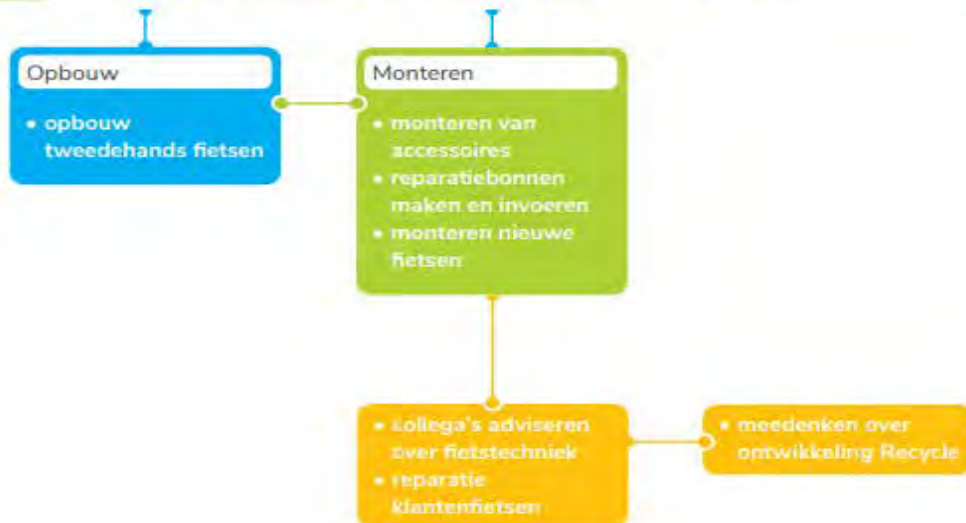 Opbouw
• opbouw
tweedehands fietsen
Monteren
• monteren van
accessoires
• reparatiebonnen
maken en invoeren
• monteren nieuwe
fietsen
• collega's adviseren
over fietstechniek
• reparatie
klantenfietsen
• meedenken over
ontwikkeling Recycle